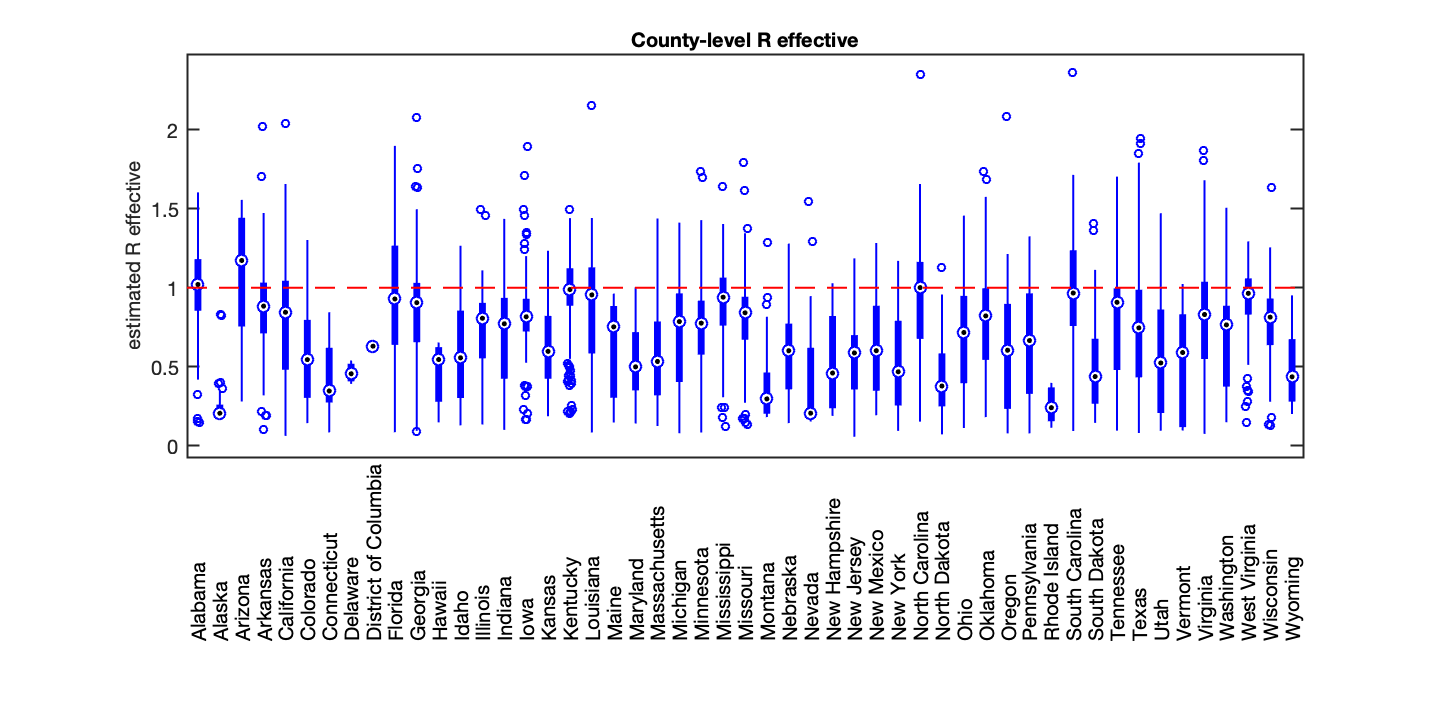 County-level R effective
estimated R effective
2
1.5
1
0.5
0
Alabama
Alaska
Arizona
Arkansas
California
Colorado
Connecticut
Delaware
District of Columbia
Florida
Georgia
Hawaii
Idaho
Illinois
Indiana
Iowa
Kansas
Kentucky
Louisiana
Maine
Maryland
Massachusetts
Michigan
Minnesota
Mississippi
Missouri
Montana
Nebraska
Nevada
New Hampshire
New Jersey
New Mexico
New York
North Carolina
North Dakota
Ohio
Oklahoma
Oregon
Pennsylvania
Rhode Island
South Carolina
South Dakota
Tennessee
Texas
Utah
Vermont
Virginia
Washington
West Virginia
Wisconsin
Wyoming